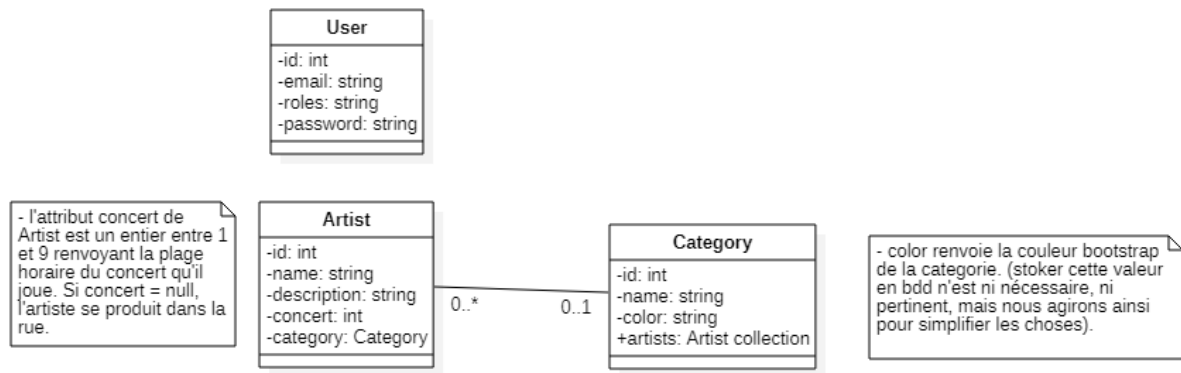 User
-id: int
-email: string
-roles: string
-password: string
- l'attribut concert de
Artist est un entier entre 1
et 9 renvoyant la plage
horaire du concert qu'il
joue. Si concert = null,
l'artiste se produit dans la
rue.
Artist
-id: int
-name: string
-description: string
-concert: int
-category: Category
0..*
0..1
Category
-id: int
-name: string
-color: string
+artists: Artist collection
- color renvoie la couleur bootstrap
de la categorie. (stoker cette valeur
en bdd n'est ni nécessaire, ni
pertinent, mais nous agirons ainsi
pour simplifier les choses).